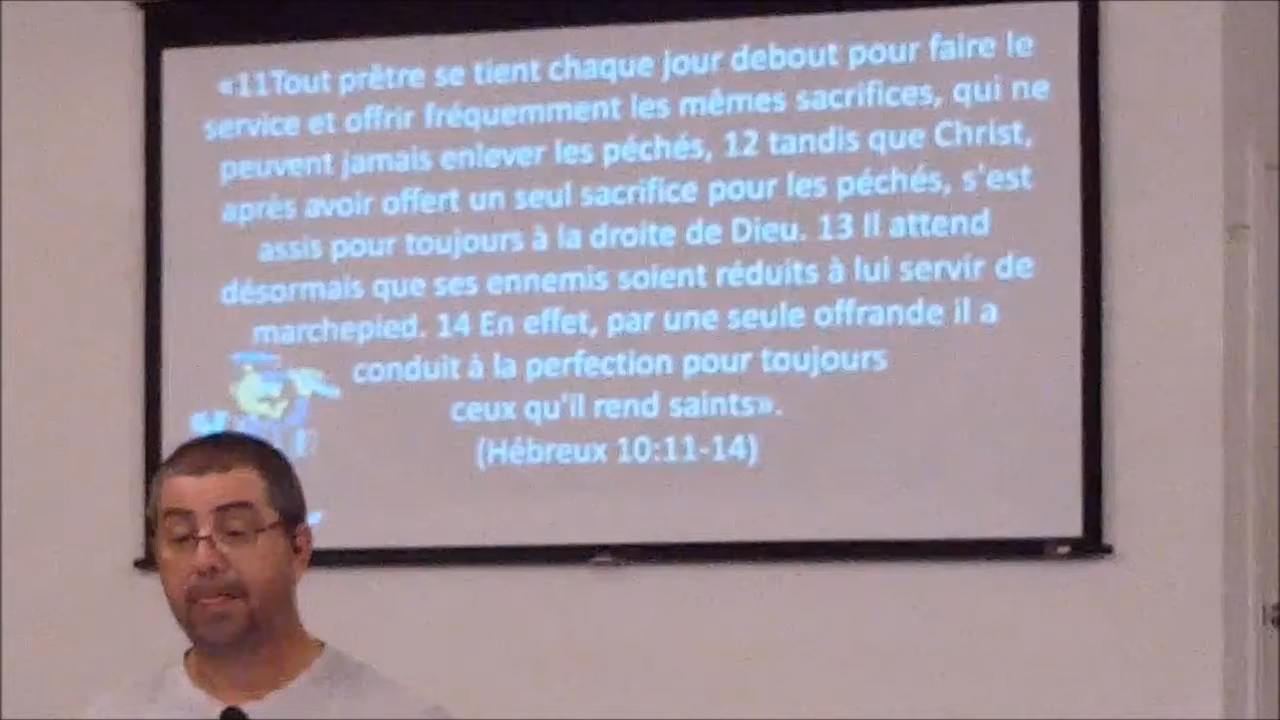 «11Tout prêtre se tient chaque jour debout pour faire le
service et offrir fréquemment les mêmes sacrifices, qui ne
peuvent jamais enlever les péchés, 12 tandis que Christ,
après avoir offert un seul sacrifice pour les péchés, s'est
assis pour toujours à la droite de Dieu. 13 Il attend
désormais que ses ennemis soient réduits à lui servir de
marchepied. 14 En effet, par une seule offrande il a
conduit à la perfection pour toujours
ceux qu'il rend saints».
(Hébreux 10:11-14)